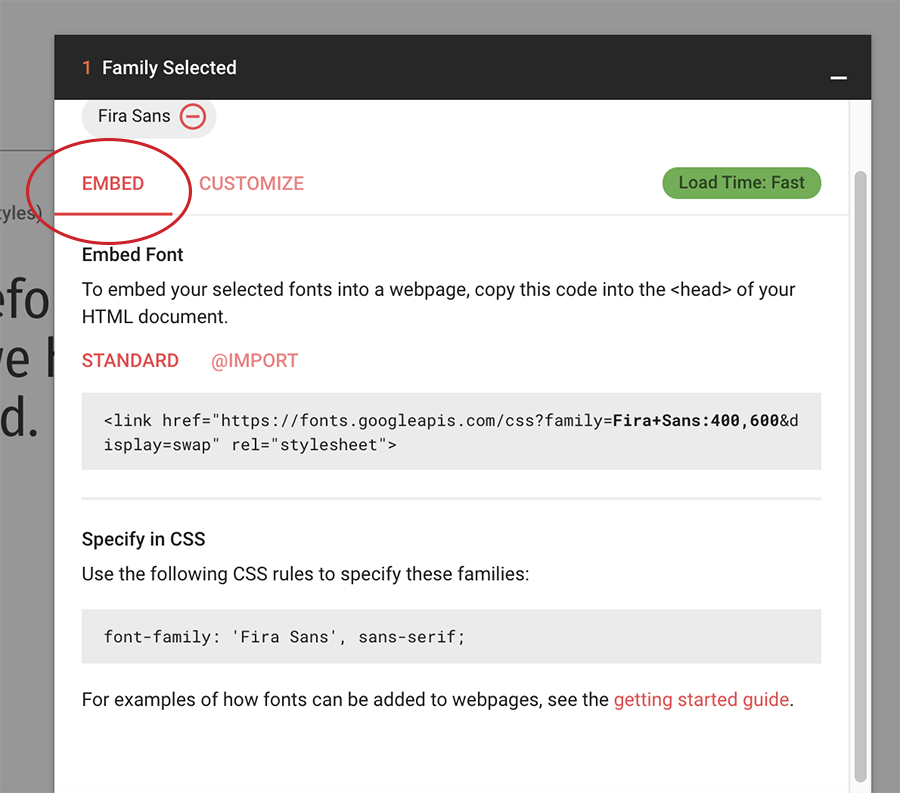 1 Family Selected
Fira Sans
EMBED CUSTOMIZE Load Time: Fast
tyles)
Embed Font
To embed your selected fonts into a webpage, copy this code into the <head> of your
HTML document.
STANDARD @IMPORT
<link href="https://fonts.googleapis.com/css?family=Fira+Sans:400,600&d
isplay=swap" rel="stylesheet">
Specify in CSS
Use the following CSS rules to specify these families:
font-family: 'Fira Sans', sans-serif;
For examples of how fonts can be added to webpages, see the getting started guide.
efo
ve h
d.